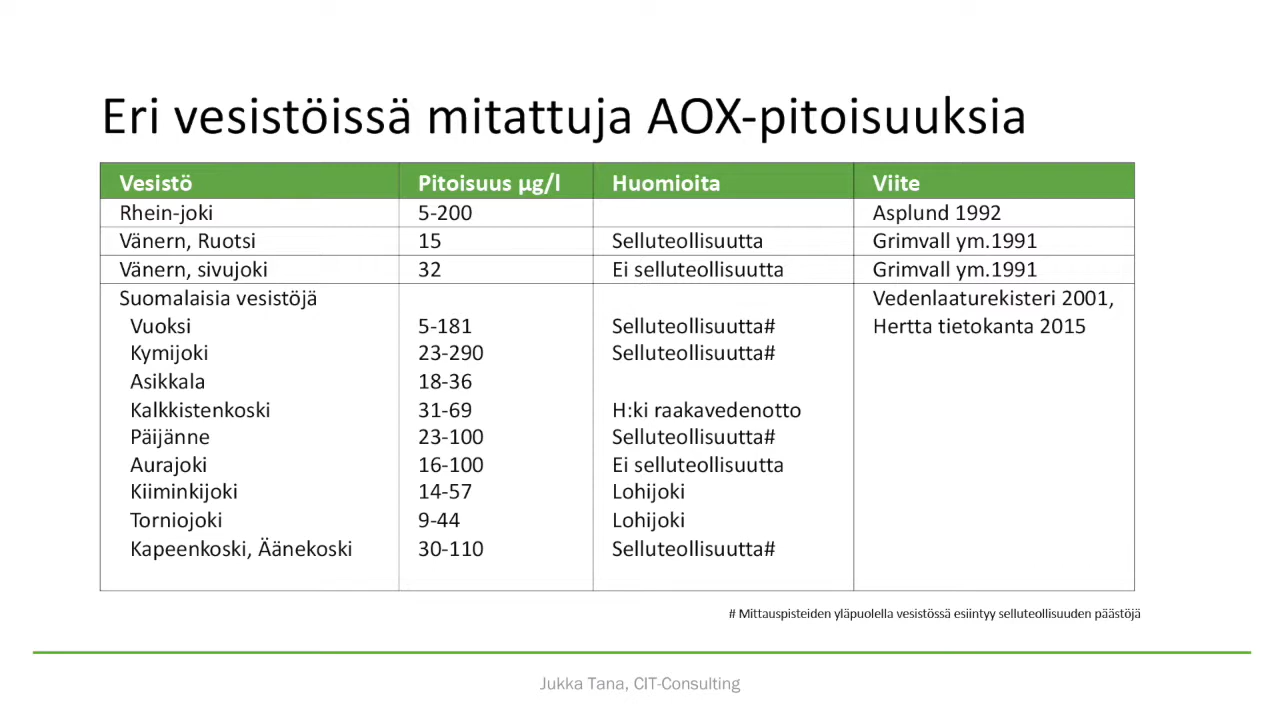 Eri vesistöissä mitattuja AOX-pitoisuuksia
Vesistö Pitoisuus µg/l Huomioita Viite
Rhein-joki 5-200 Asplund 1992
Vänern, Ruotsi 15 Selluteollisuutta Grimvall ym.1991
Vänern, sivujoki 32 Ei selluteollisuutta Grimvall ym.1991
Suomalaisia vesistöjä Vedenlaaturekisteri 2001,
Vuoksi 5-181 Selluteollisuutta# Hertta tietokanta 2015
Kymijoki 23-290 Selluteollisuutta#
Asikkala 18-36
Kalkkistenkoski 31-69 H:ki raakavedenotto
Päijänne 23-100 Selluteollisuutta#
Aurajoki 16-100 Ei selluteollisuutta
Kiiminkijoki 14-57 Lohijoki
Torniojoki 9-44 Lohijoki
Kapeenkoski, Äänekoski 30-110 Selluteollisuutta#
# Mittauspisteiden yläpuolella vesistössä esiintyy selluteollisuuden päästöjä
Jukka Tana, CIT-Consulting